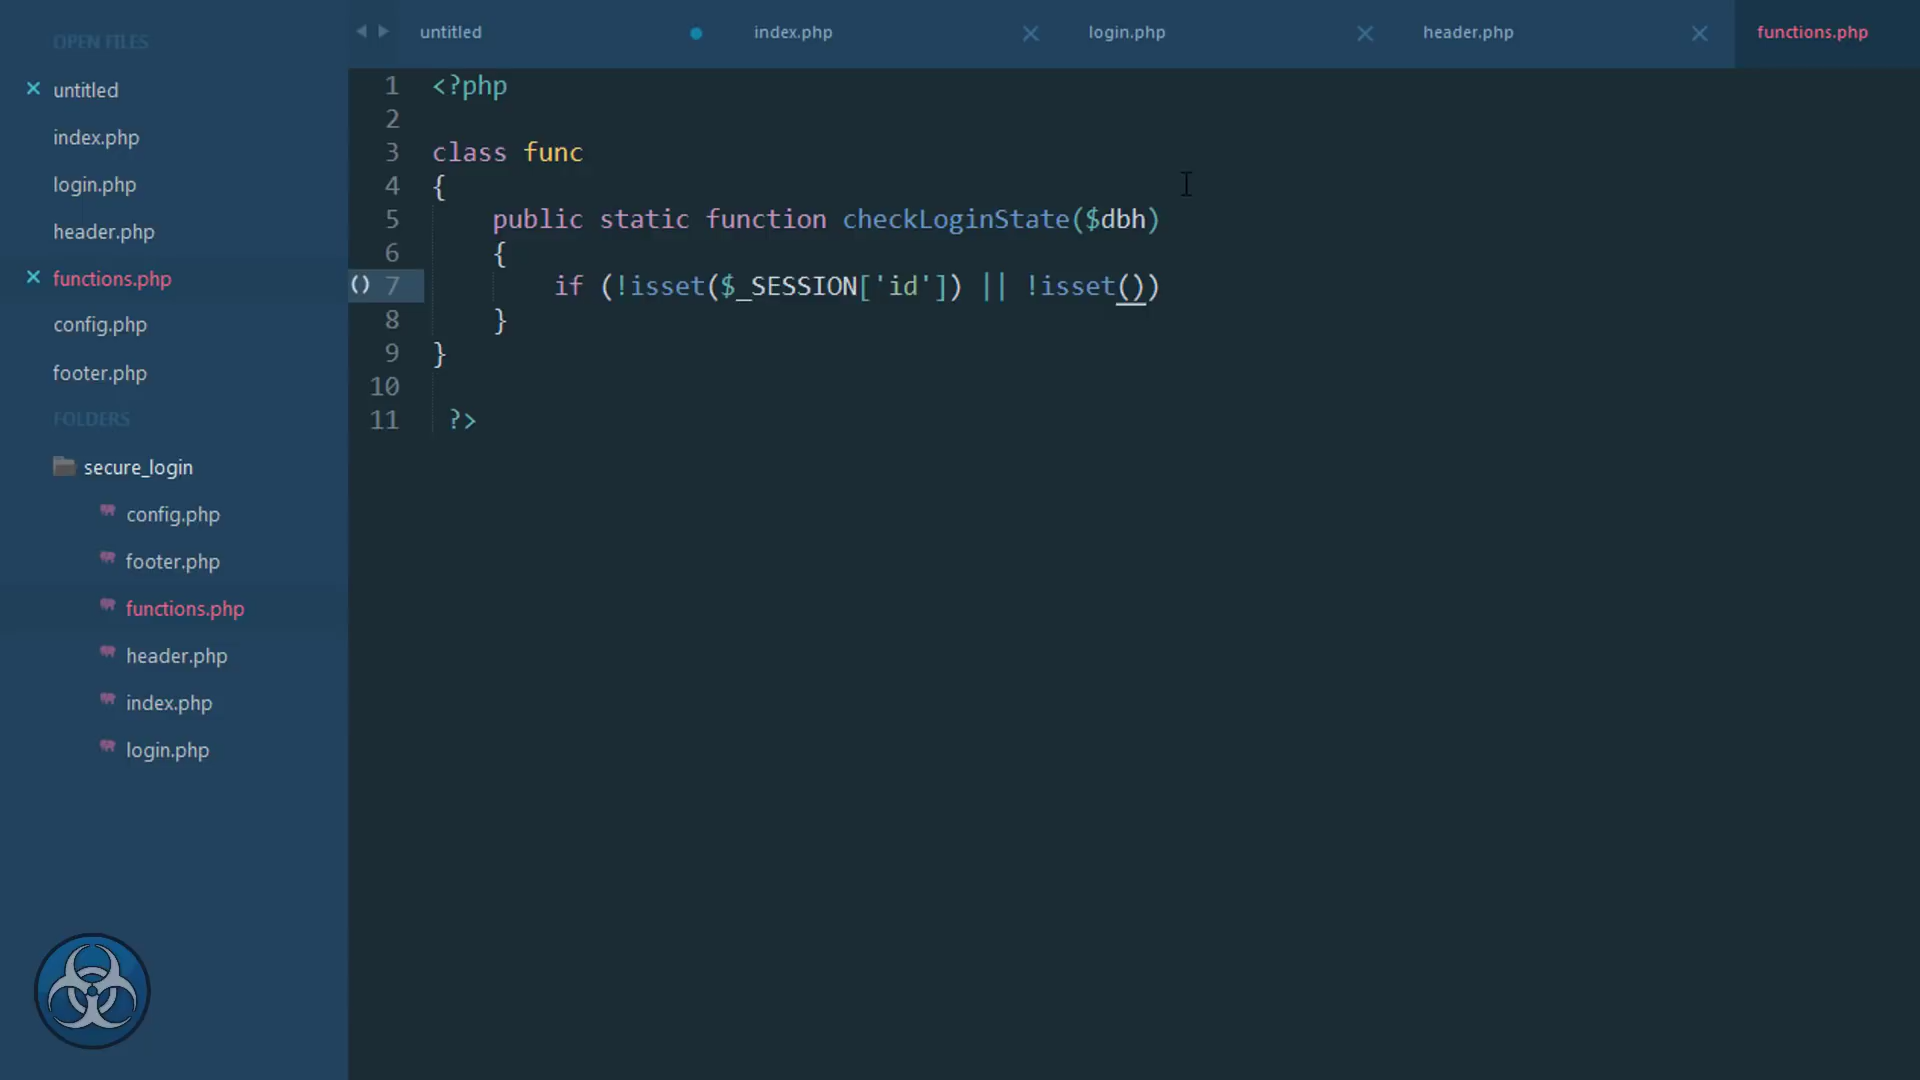 OPEN FILES
untitled
index.php
login.php
header.php
functions.php
config.php
footer.php
FOLDERS
secure_login
config.php
footer.php
functions.php
header.php
index.php
login.php
untitled index.php login.php header.php functions.php
1 <?php
2
3 class func
4 {
5 public static function checkLoginState($dbh)
6 {
() 7 if (!isset($_SESSION['id']) || !isset())
8 }
9 }
10
11 ?>